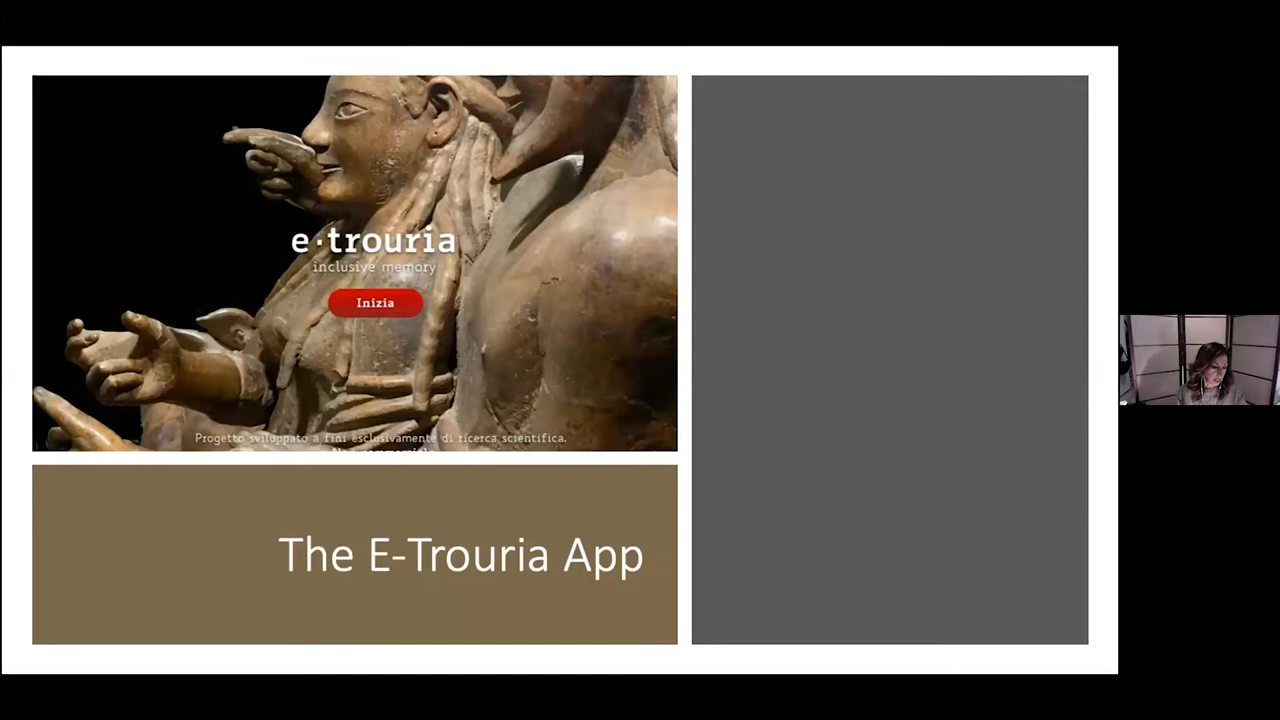 e·trouria
inclusive memory
Inizia
Progetto sviluppato a fini esclusivamente di ricerca scientifica.
The E-Trouria App